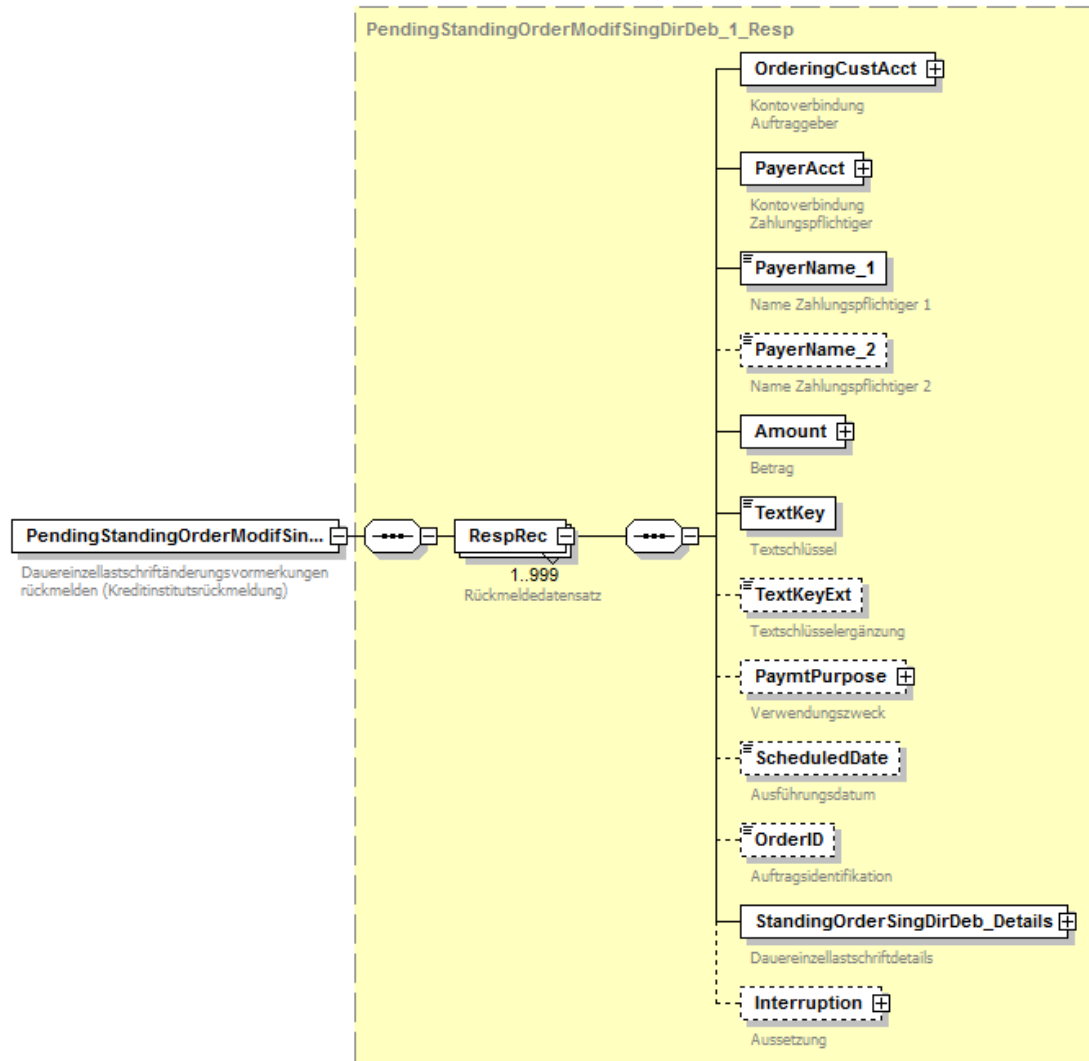 PendingStandingOrderModifSingDirDeb_1_Resp
OrderingCustAcct
Kontoverbindung
Auftraggeber
PayerAcct
Kontoverbindung
Zahlungspflichtiger
PayerName_1
Name Zahlungspflichtiger 1
PayerName_2
Name Zahlungspflichtiger 2
Amount
Betrag
PendingStandingOrderModifSin...
Dauereinzellastschriftänderungsvormerkungen
rückmelden (Kreditinstitutsrückmeldung)
RespRec
1..999
Rückmeldedatensatz
TextKey
Textschlüssel
TextKeyExt
Textschlüsselergänzung
PaymtPurpose
Verwendungszweck
ScheduledDate
Ausführungsdatum
OrderID
Auftragsidentifikation
StandingOrderSingDirDeb_Details
Dauereinzellastschriftdetails
Interruption
Aussetzung